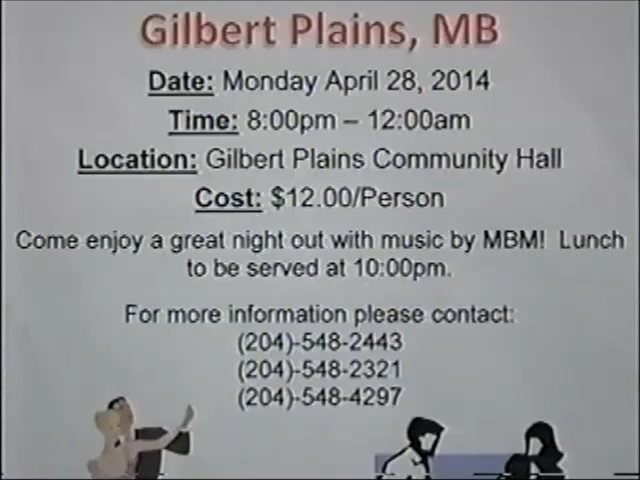 Gilbert Plains, MB
Date: Monday April 28, 2014
Time: 8:00pm – 12:00am
Location: Gilbert Plains Community Hall
Cost: $12.00/Person
Come enjoy a great night out with music by MBM! Lunch
to be served at 10:00pm.
For more information please contact:
(204)-548-2443
(204)-548-2321
(204)-548-4297